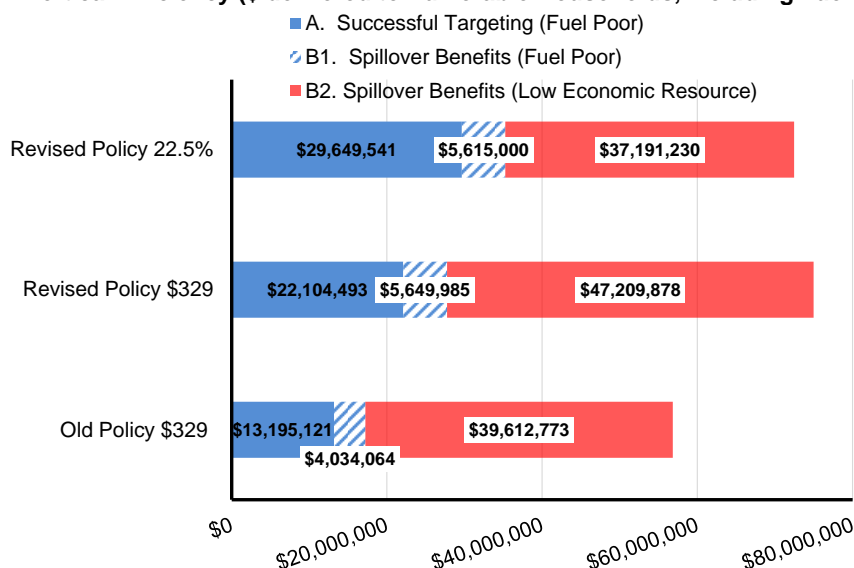 A. Successful Targeting (Fuel Poor)
B1. Spillover Benefits (Fuel Poor)
B2. Spillover Benefits (Low Economic Resource)
Revised Policy 22.5%
$29,649,541
$5,615,000
$37,191,230
Revised Policy $329
$22,104,493
$5,649,985
$47,209,878
Old Policy $329
$13,195,121
$39,612,773
$4,034,064
$0
$20,000,000
$40,000,000
$60,000,000
$80,000,000